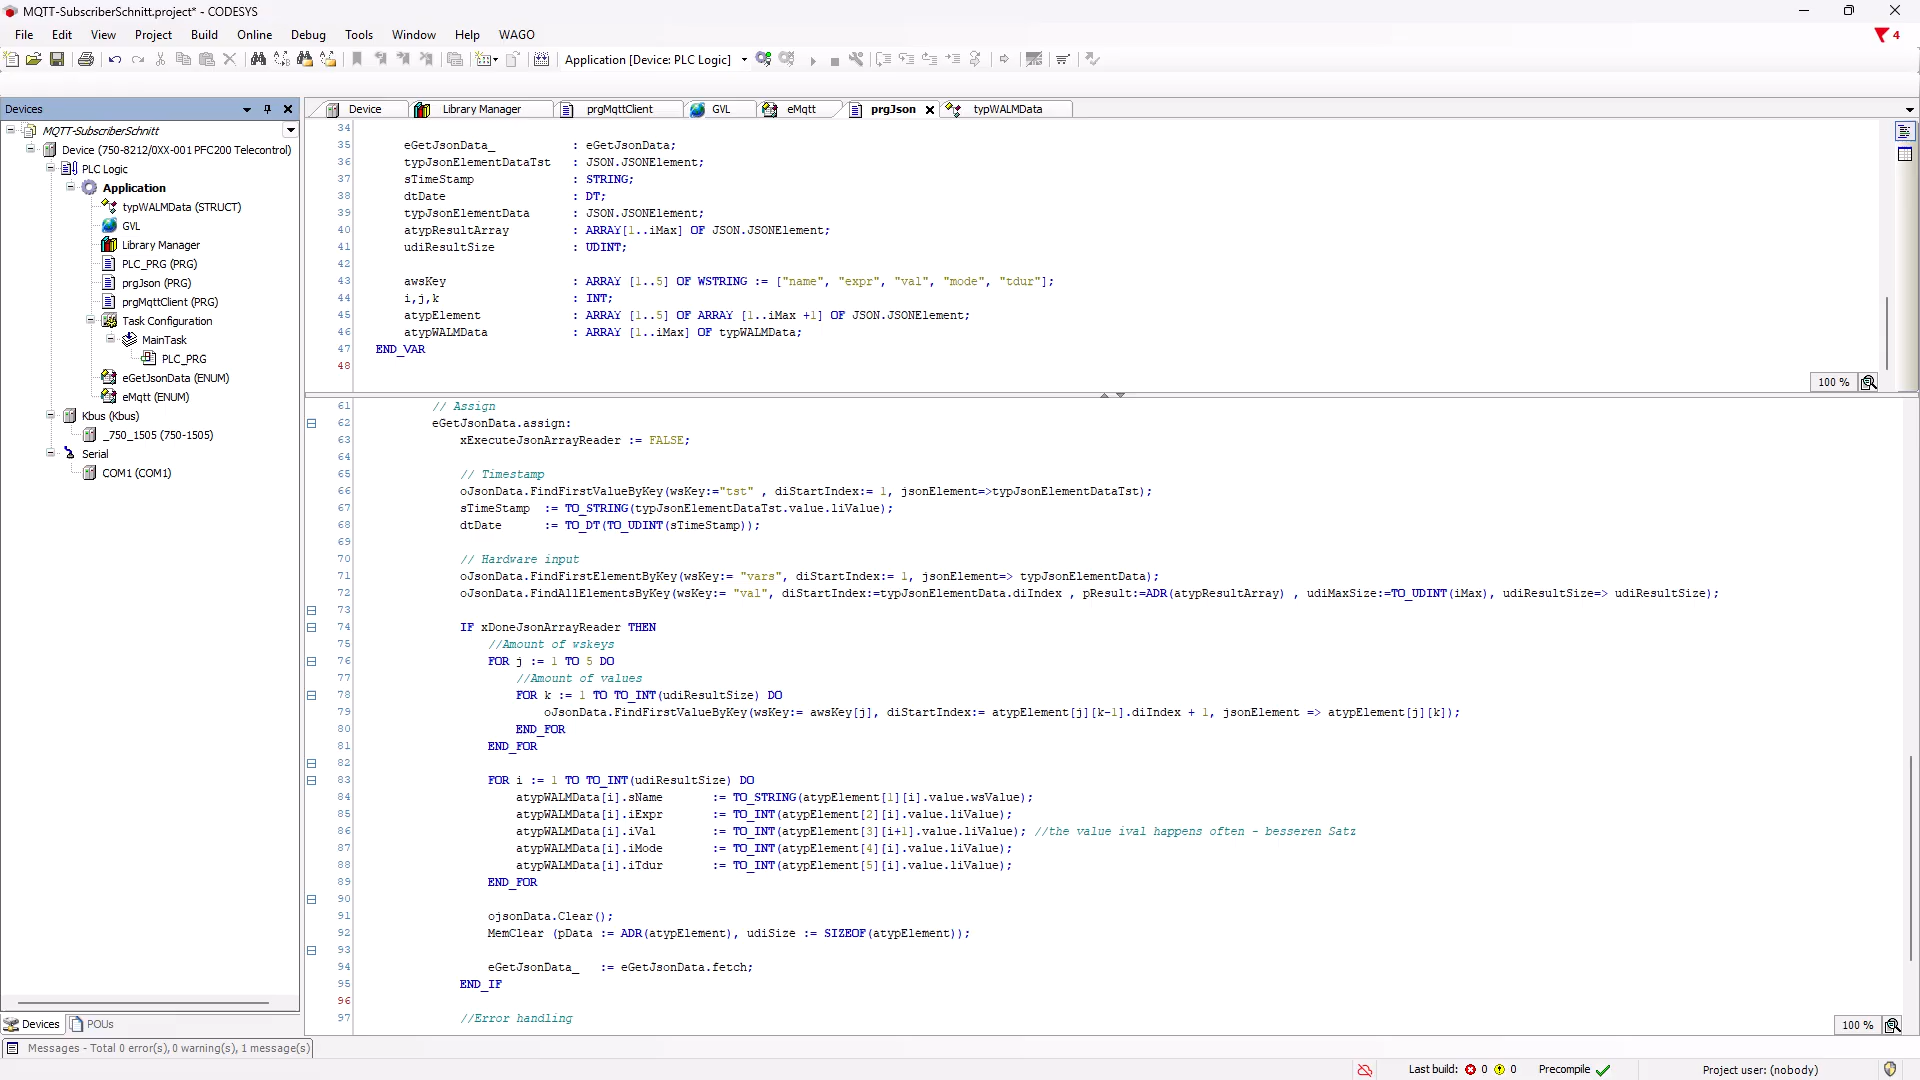 MQTT-SubscriberSchnitt.project* - CODESYS
File Edit View Project Build Online Debug Tools Window Help WAGO
4
Application [Device: PLC Logic]
Devices
MQTT-SubscriberSchnitt
Device (750-8212/0XX-001 PFC200 Telecontrol)
PLC Logic
Application
typWALMData (STRUCT)
GVL
Library Manager
PLC_PRG (PRG)
prgJson (PRG)
prgMqttClient (PRG)
Task Configuration
MainTask
PLC_PRG
eGetJsonData (ENUM)
eMqtt (ENUM)
Kbus (Kbus)
_750_1505 (750-1505)
Serial
COM1 (COM1)
Devices POUs
Device Library Manager prgMqttClient GVL eMqtt prgJson typWALMData
34
35 eGetJsonData_ : eGetJsonData;
36 typJsonElementDataTst : JSON.JSONElement;
37 sTimeStamp : STRING;
38 dtDate : DT;
39 typJsonElementData : JSON.JSONElement;
40 atypResultArray : ARRAY[1..iMax] OF JSON.JSONElement;
41 udiResultSize : UDINT;
42
43 awsKey : ARRAY [1..5] OF WSTRING := ["name", "expr", "val", "mode", "tdur"];
44 i,j,k : INT;
45 atypElement : ARRAY [1..5] OF ARRAY [1..iMax +1] OF JSON.JSONElement;
46 atypWALMData : ARRAY [1..iMax] OF typWALMData;
47 END_VAR
48
100 %
61 // Assign
62 eGetJsonData.assign:
63 xExecuteJsonArrayReader := FALSE;
64
65 // Timestamp
66 oJsonData.FindFirstValueByKey(wsKey:="tst" , diStartIndex:= 1, jsonElement=>typJsonElementDataTst);
67 sTimeStamp := TO_STRING(typJsonElementDataTst.value.liValue);
68 dtDate := TO_DT(TO_UDINT(sTimeStamp));
69
70 // Hardware input
71 oJsonData.FindFirstElementByKey(wsKey:= "vars", diStartIndex:= 1, jsonElement=> typJsonElementData);
72 oJsonData.FindAllElementsByKey(wsKey:= "val", diStartIndex:=typJsonElementData.diIndex , pResult:=ADR(atypResultArray) , udiMaxSize:=TO_UDINT(iMax), udiResultSize=> udiResultSize);
73
74 IF xDoneJsonArrayReader THEN
75 //Amount of wskeys
76 FOR j := 1 TO 5 DO
77 //Amount of values
78 FOR k := 1 TO TO_INT(udiResultSize) DO
79 oJsonData.FindFirstValueByKey(wsKey:= awsKey[j], diStartIndex:= atypElement[j][k-1].diIndex + 1, jsonElement => atypElement[j][k]);
80 END_FOR
81 END_FOR
82
83 FOR i := 1 TO TO_INT(udiResultSize) DO
84 atypWALMData[i].sName := TO_STRING(atypElement[1][i].value.wsValue);
85 atypWALMData[i].iExpr := TO_INT(atypElement[2][i].value.liValue);
86 atypWALMData[i].iVal := TO_INT(atypElement[3][i+1].value.liValue); //the value ival happens often - besseren Satz
87 atypWALMData[i].iMode := TO_INT(atypElement[4][i].value.liValue);
88 atypWALMData[i].iTdur := TO_INT(atypElement[5][i].value.liValue);
89 END_FOR
90
91 ojsonData.Clear();
92 MemClear (pData := ADR(atypElement), udiSize := SIZEOF(atypElement));
93
94 eGetJsonData_ := eGetJsonData.fetch;
95 END_IF
96
97 //Error handling
100 %
Messages - Total 0 error(s), 0 warning(s), 1 message(s)
Last build: 0 0 Precompile Project user: (nobody)